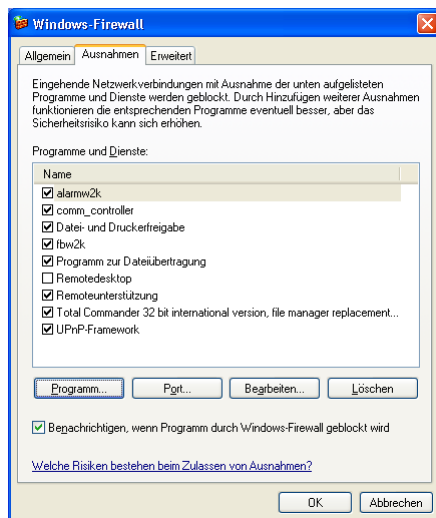 Windows-Firewall
Allgemein Ausnahmen Erweitert
Eingehende Netzwerkverbindungen mit Ausnahme der unten aufgelisteten
Programme und Dienste werden geblockt. Durch Hinzufügen weiterer Ausnahmen
funktionieren die entsprechenden Programme eventuell besser, aber das
Sicherheitsrisiko kann sich erhöhen.
Programme und Dienste:
Name
alarmw2k
comm_controller
Datei- und Druckerfreigabe
fbw2k
Programm zur Dateiübertragung
Remotedesktop
Remoteunterstützung
Total Commander 32 bit international version, file manager replacement...
UPnP-Framework
Programm... Port... Bearbeiten... Löschen
Benachrichtigen, wenn Programm durch Windows-Firewall geblockt wird
Welche Risiken bestehen beim Zulassen von Ausnahmen?
OK Abbrechen